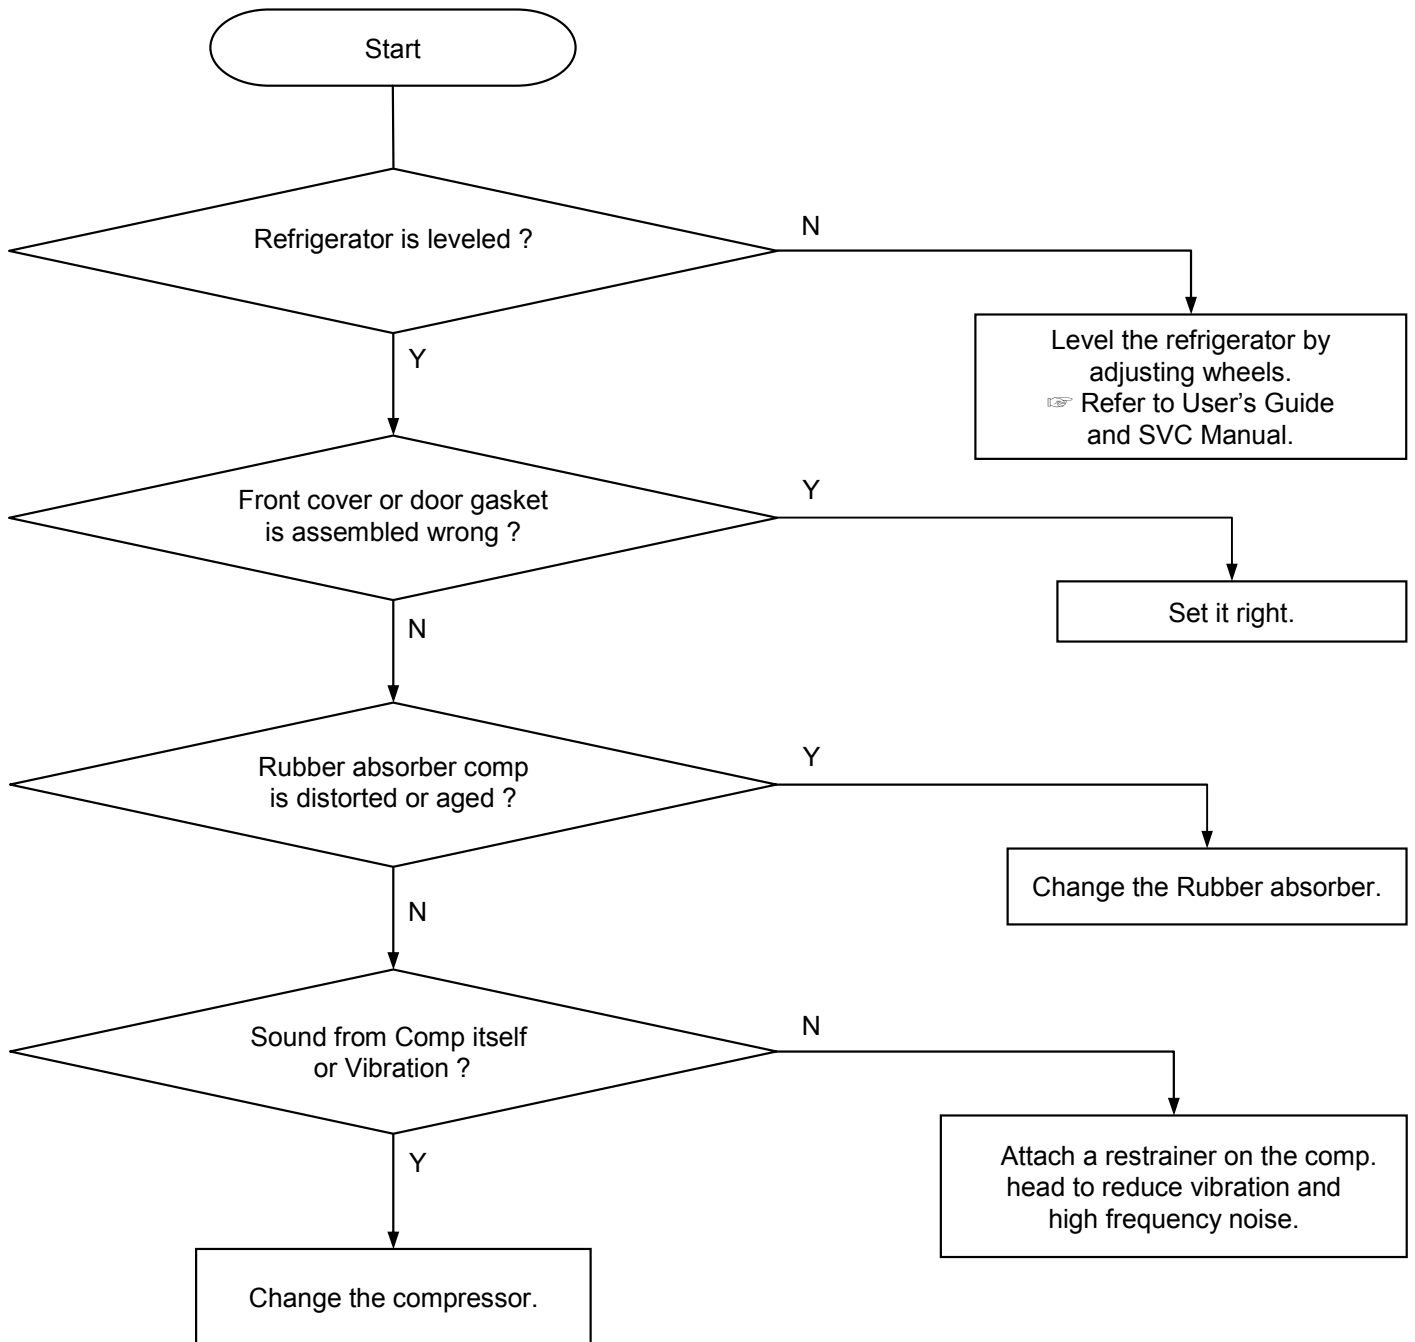 Start
Refrigerator is leveled ?
N
Y
Level the refrigerator by
adjusting wheels.
☞ Refer to User’s Guide
and SVC Manual.
Front cover or door gasket
is assembled wrong ?
Y
N
Set it right.
Rubber absorber comp
is distorted or aged ?
Y
N
Change the Rubber absorber.
Sound from Comp itself
or Vibration ?
N
Y
Attach a restrainer on the comp.
head to reduce vibration and
high frequency noise.
Change the compressor.